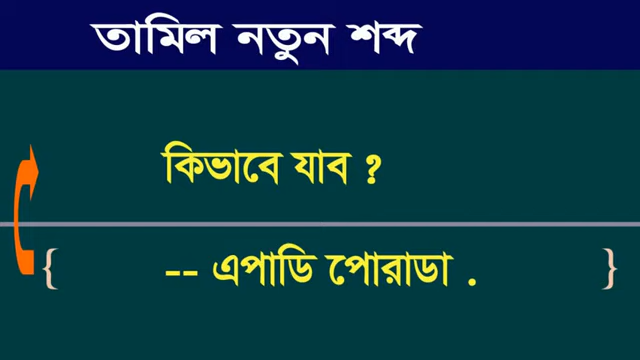 তামিল নতুন শব্দ
কিভাবে যাব ?
{ -- এপাডি পোরাডা . }